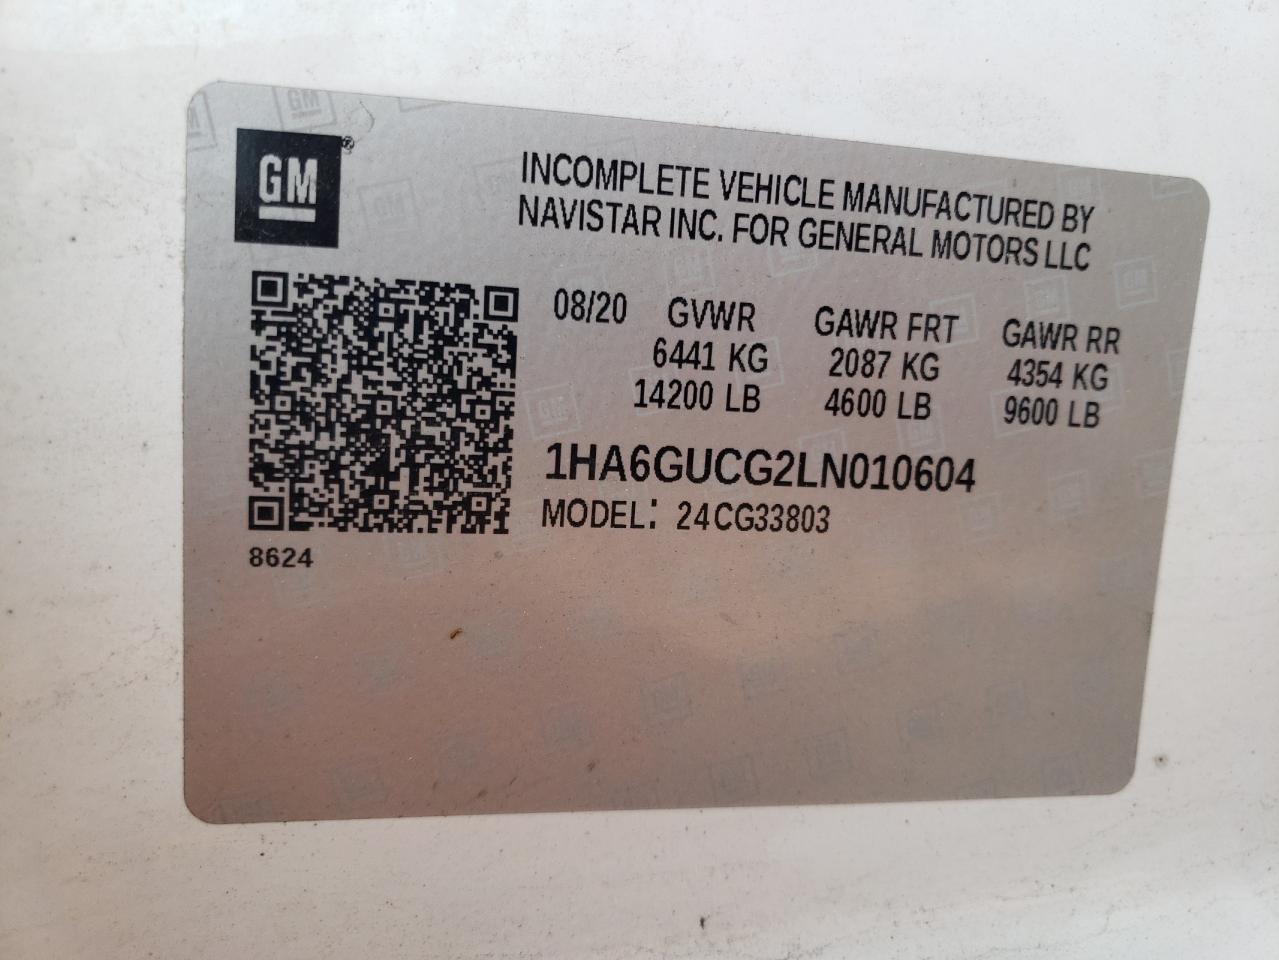 GM®
INCOMPLETE VEHICLE MANUFACTURED BY
NAVISTAR INC. FOR GENERAL MOTORS LLC
08/20 GVWR GAWR FRT GAWR RR
6441 KG 2087 KG 4354 KG
14200 LB 4600 LB 9600 LB
1HA6GUCG2LN010604
MODEL: 24CG33803
8624